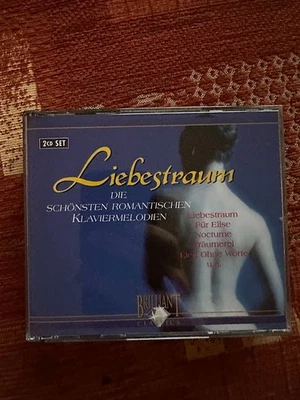 2CD SET
Liebestraum
DIE
SCHÖNSTEN ROMANTISCHEN
KLAVIERMELODIEN
Liebestraum
Für Elise
Nocturne
Träumerei
Lied Ohne Worte
u.a.
BRILLIANT
CLASSICS